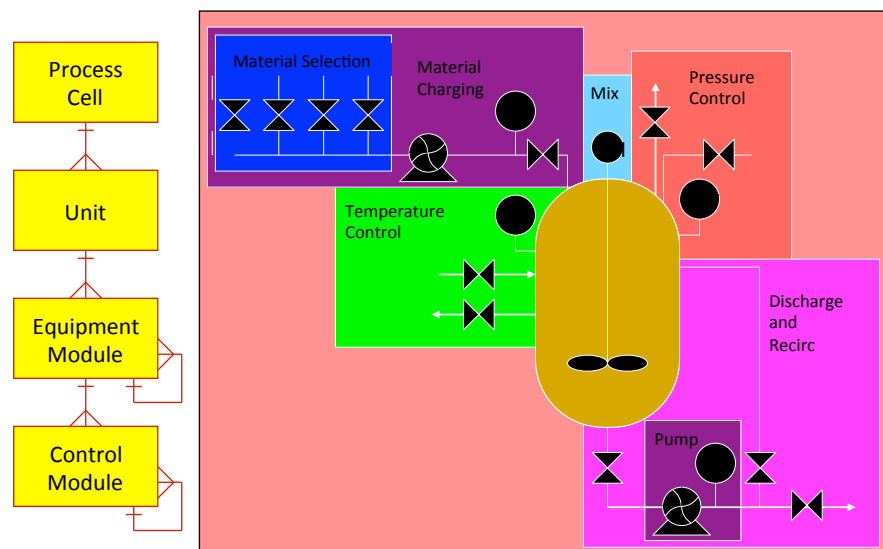 Process
Cell
Unit
Equipment
Module
Control
Module
Material Selection
Material
Charging
Mix
Pressure
Control
Temperature
Control
Discharge
and
Recirc
Pump